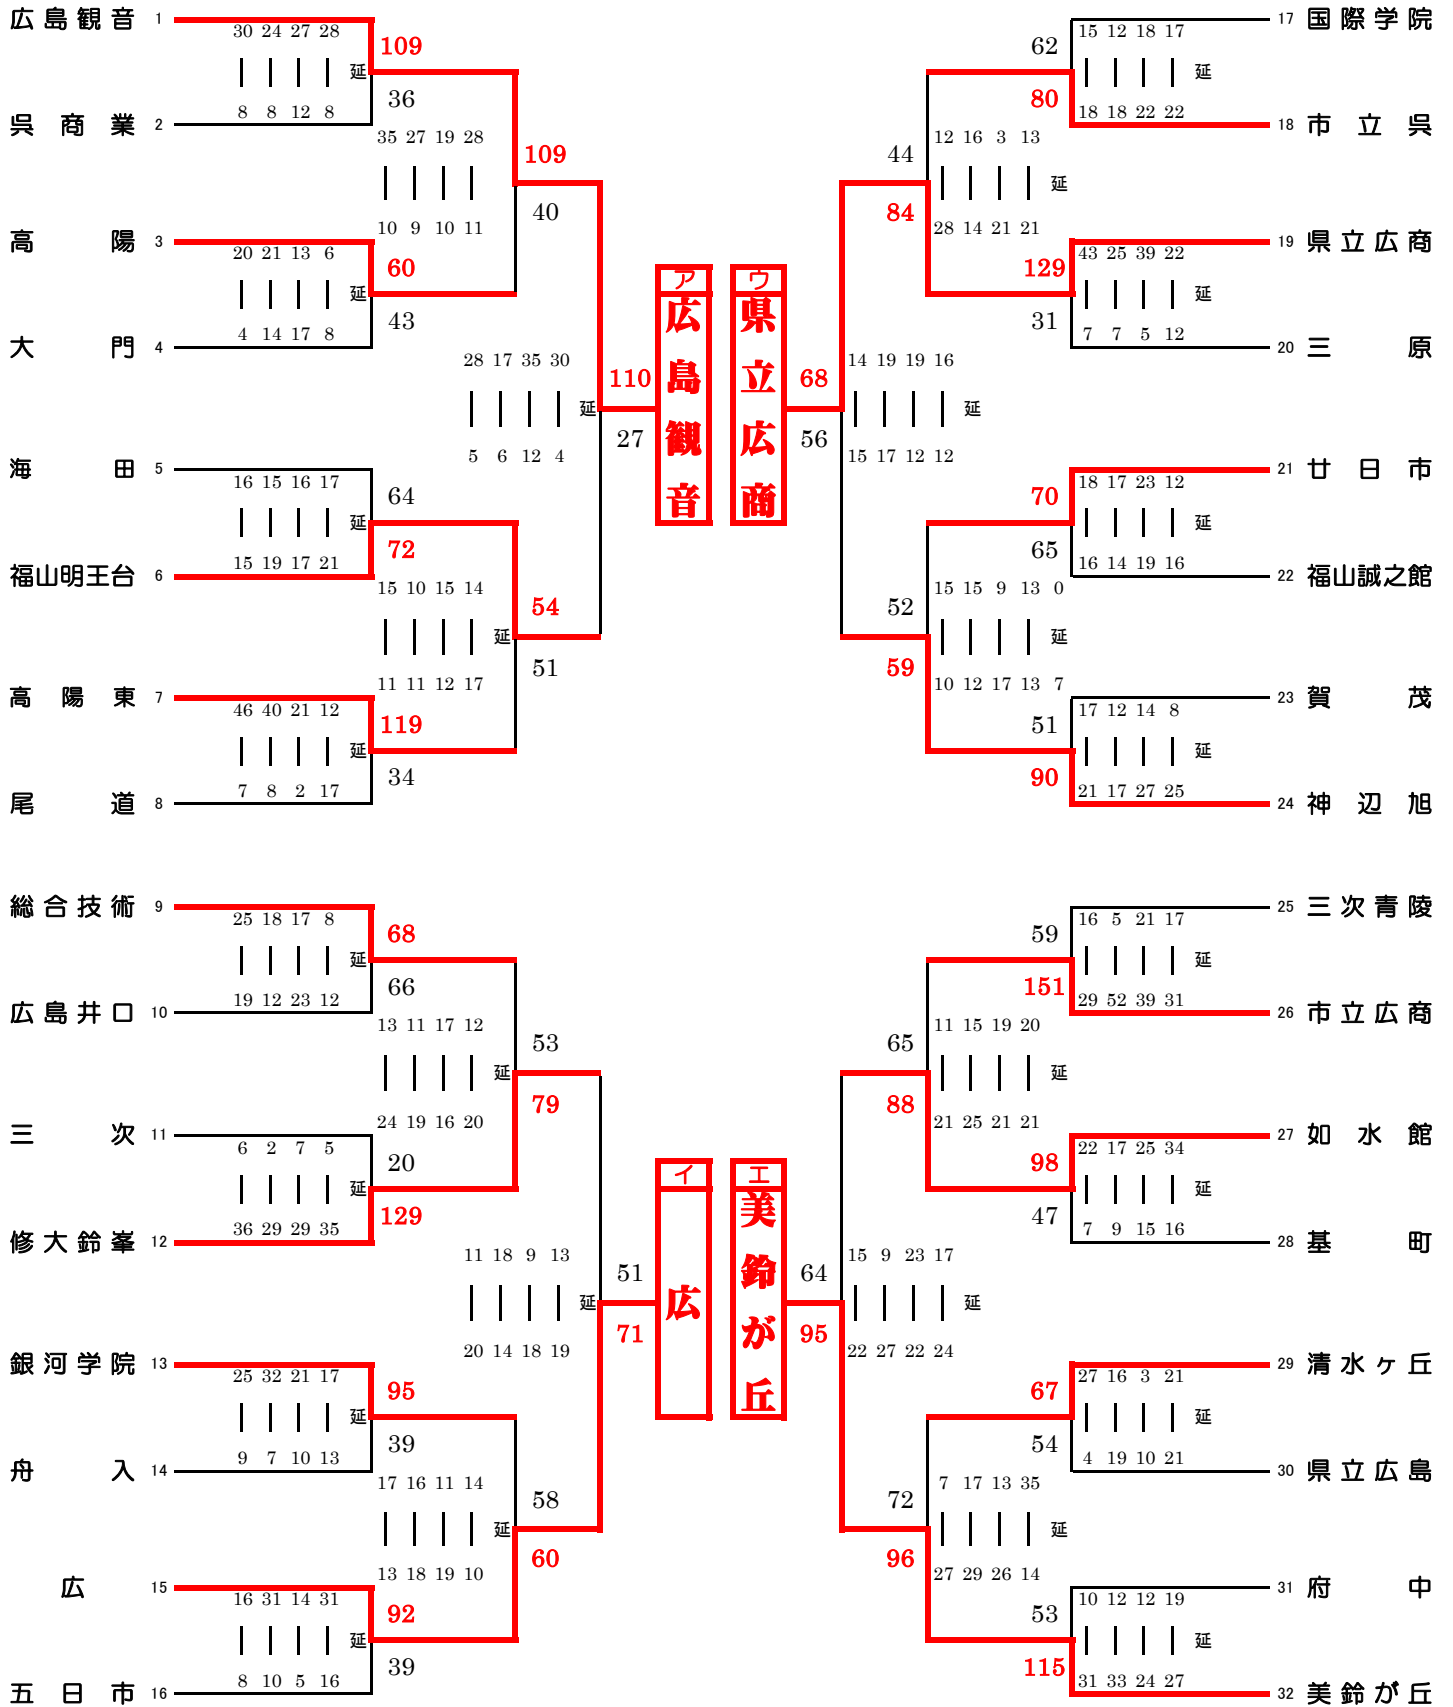 広島観音 1
30 24 27 28
109
延
36
8 8 12 8
呉商業 2
35 27 19 28
109
40
10 9 10 11
高陽 3
20 21 13 6
60
延
43
4 14 17 8
大門 4
28 17 35 30
110
延
27
5 6 12 4
海田 5
16 15 16 17
64
延
72
15 19 17 21
福山明王台 6
15 10 15 14
54
延
51
11 11 12 17
高陽東 7
46 40 21 12
119
延
34
7 8 2 17
尾道 8
ア
広島観音
ウ
県立広商
17 国際学院
15 12 18 17
62
延
80
18 18 22 22
18 市立呉
12 16 3 13
44
延
84
28 14 21 21
19 県立広商
43 25 39 22
129
延
31
7 7 5 12
20 三原
14 19 19 16
68
延
56
15 17 12 12
21 廿日市
18 17 23 12
70
延
65
16 14 19 16
22 福山誠之館
15 15 9 13 0
52
延
59
10 12 17 13 7
23 賀茂
17 12 14 8
51
延
90
21 17 27 25
24 神辺旭
総合技術 9
25 18 17 8
68
延
66
19 12 23 12
広島井口 10
13 11 17 12
53
延
79
24 19 16 20
三次 11
6 2 7 5
20
延
129
36 29 29 35
修大鈴峯 12
11 18 9 13
51
延
71
20 14 18 19
銀河学院 13
25 32 21 17
95
延
39
9 7 10 13
舟入 14
17 16 11 14
58
延
60
13 18 19 10
広 15
16 31 14 31
92
延
39
8 10 5 16
五日市 16
イ
広
エ
美鈴が丘
25 三次青陵
16 5 21 17
59
延
151
29 52 39 31
26 市立広商
11 15 19 20
65
延
88
21 25 21 21
27 如水館
22 17 25 34
98
延
47
7 9 15 16
28 基町
15 9 23 17
64
延
95
22 27 22 24
29 清水ヶ丘
27 16 3 21
67
延
54
4 19 10 21
30 県立広島
7 17 13 35
72
延
96
27 29 26 14
31 府中
10 12 12 19
53
延
115
31 33 24 27
32 美鈴が丘